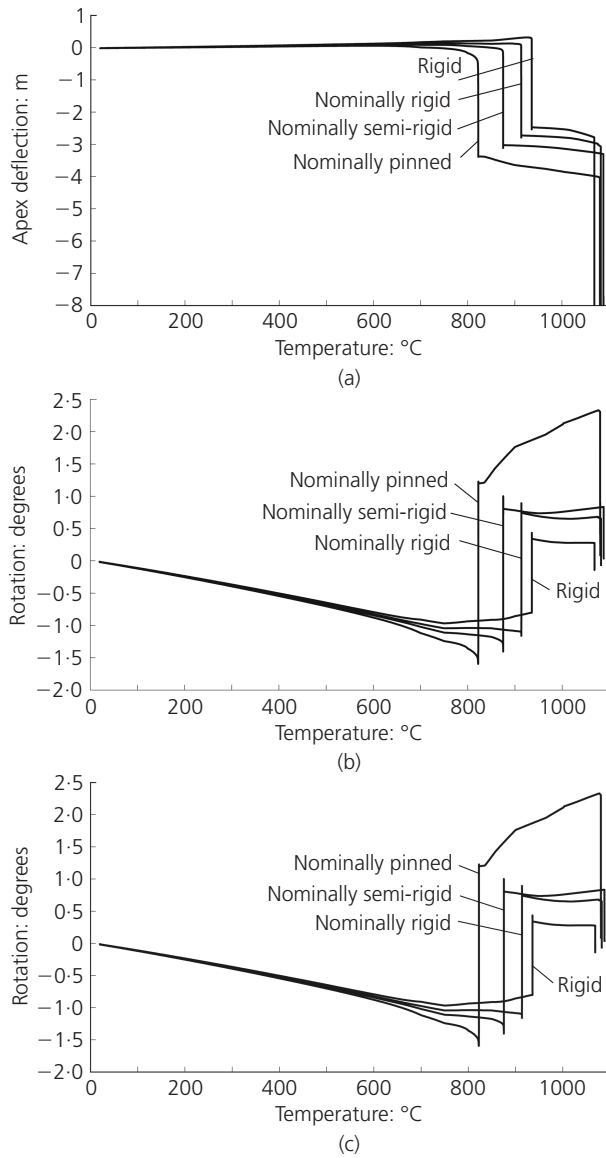 1
0
−1
−2
−3
−4
−5
−6
−7
−8
Apex deflection: m
Rigid
Nominally rigid
Nominally semi-rigid
Nominally pinned
0 200 400 600 800 1000
Temperature: °C
(a)
2·5
2·0
1·5
1·0
0·5
0
−0·5
−1·0
−1·5
−2·0
Rotation: degrees
Nominally pinned
Nominally semi-rigid
Nominally rigid
Rigid
0 200 400 600 800 1000
Temperature: °C
(b)
2·5
2·0
1·5
1·0
0·5
0
−0·5
−1·0
−1·5
−2·0
Rotation: degrees
Nominally pinned
Nominally semi-rigid
Nominally rigid
Rigid
0 200 400 600 800 1000
Temperature: °C
(c)